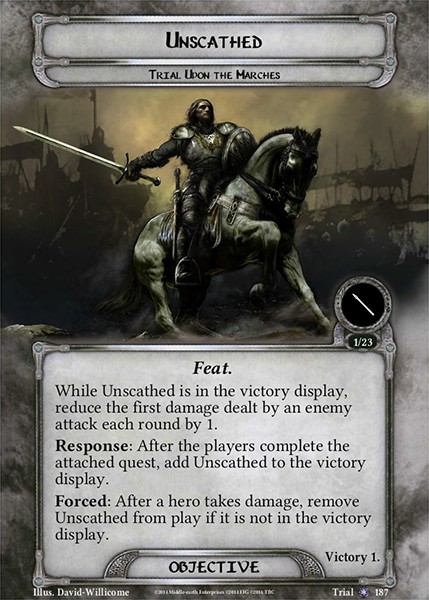 Unscathed
Trial Upon the Marches
1/23
Feat.
While Unscathed is in the victory display,
reduce the first damage dealt by an enemy
attack each round by 1.
Response: After the players complete the
attached quest, add Unscathed to the victory
display.
Forced: After a hero takes damage, remove
Unscathed from play if it is not in the victory
display.
Victory 1.
OBJECTIVE
Illus. David-Willicome
Trial 187